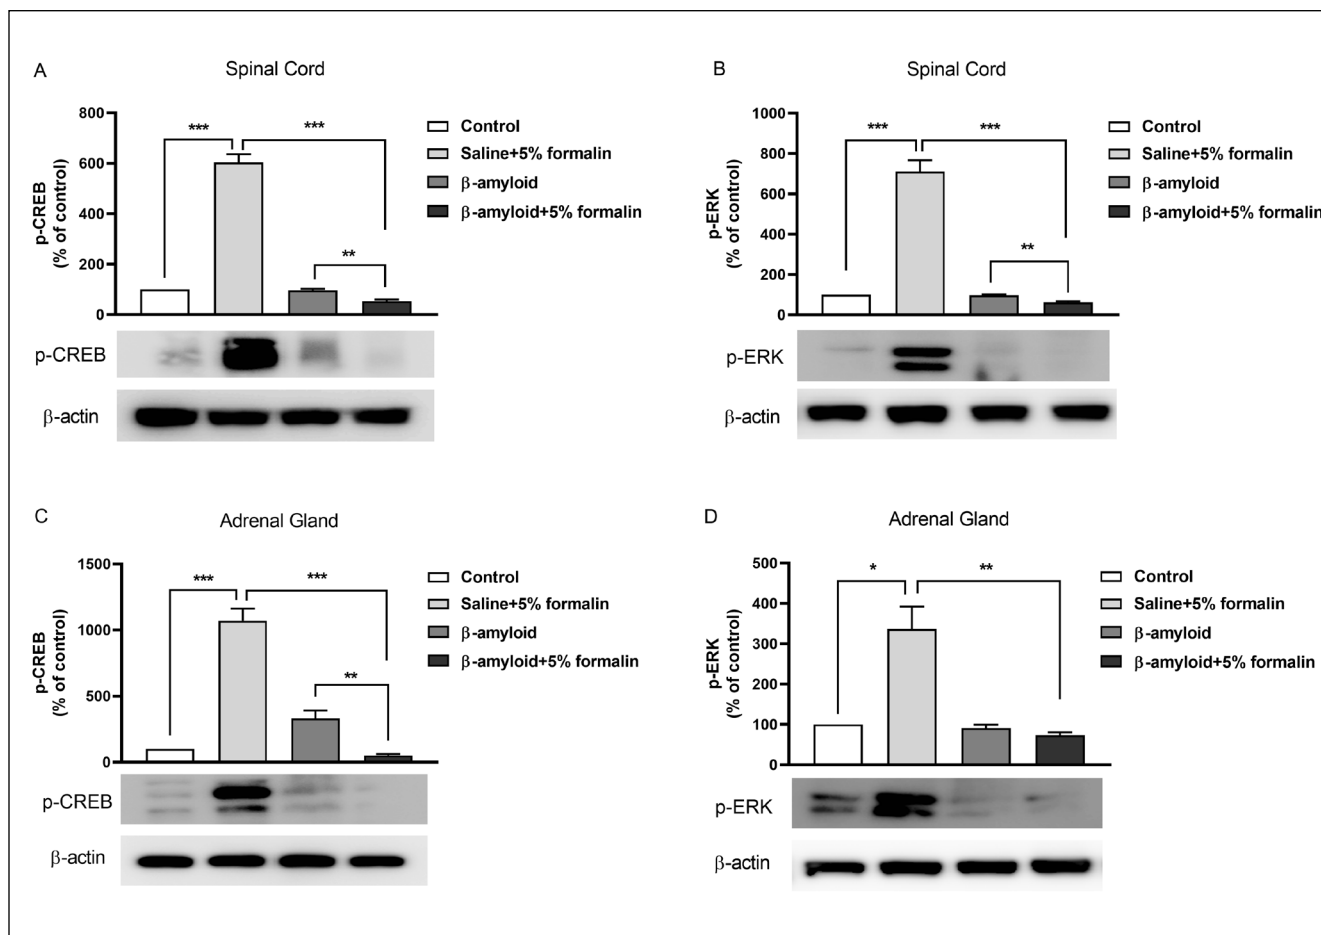 A
Spinal Cord
p-CREB
(% of control)
800
600
400
200
0
***
***
**
Control
Saline+5% formalin
β-amyloid
β-amyloid+5% formalin
p-CREB
β-actin
B
Spinal Cord
p-ERK
(% of control)
1000
800
600
400
200
0
***
***
**
Control
Saline+5% formalin
β-amyloid
β-amyloid+5% formalin
p-ERK
β-actin
C
Adrenal Gland
p-CREB
(% of control)
1500
1000
500
0
***
***
**
Control
Saline+5% formalin
β-amyloid
β-amyloid+5% formalin
p-CREB
β-actin
D
Adrenal Gland
p-ERK
(% of control)
500
400
300
200
100
0
*
**
Control
Saline+5% formalin
β-amyloid
β-amyloid+5% formalin
p-ERK
β-actin